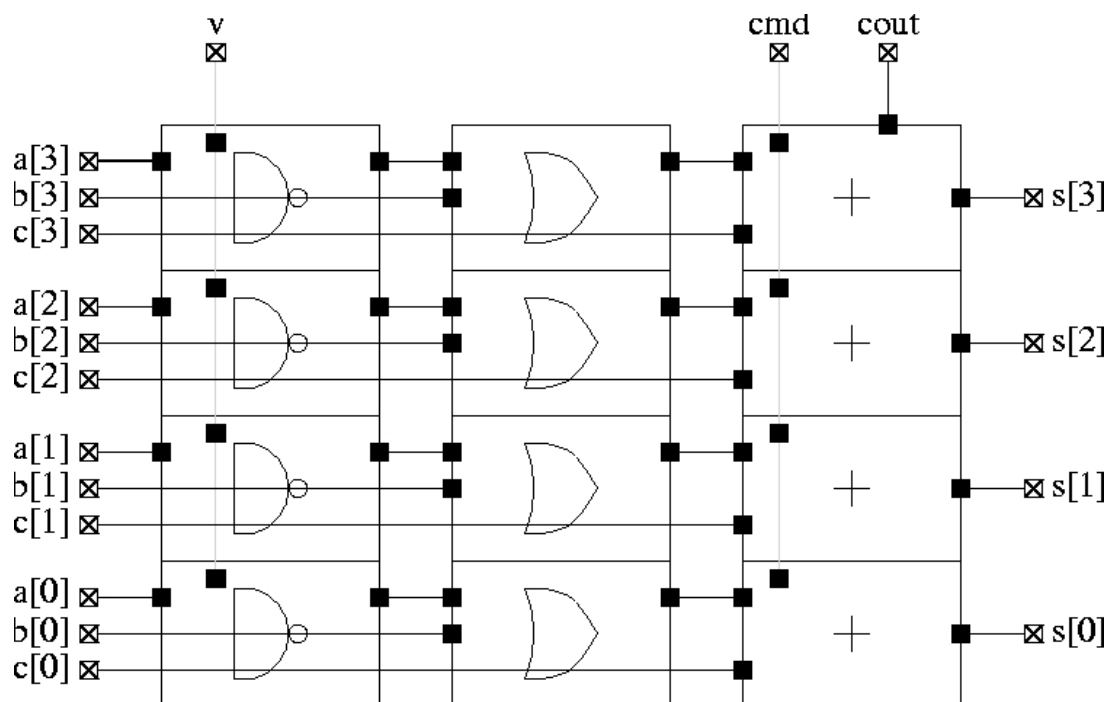 v cmd cout
a[3]
b[3] s[3]
c[3]
a[2]
b[2] s[2]
c[2]
a[1]
b[1] s[1]
c[1]
a[0]
b[0] s[0]
c[0]